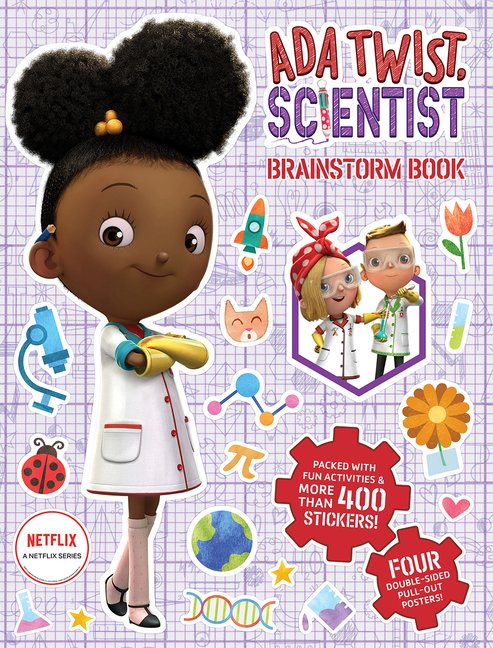 ADA TWIST,
SCIENTIST
BRAINSTORM BOOK
PACKED WITH
FUN ACTIVITIES &
MORE
THAN 400
STICKERS!
FOUR
DOUBLE-SIDED
PULL-OUT
POSTERS!
NETFLIX
A NETFLIX SERIES
π